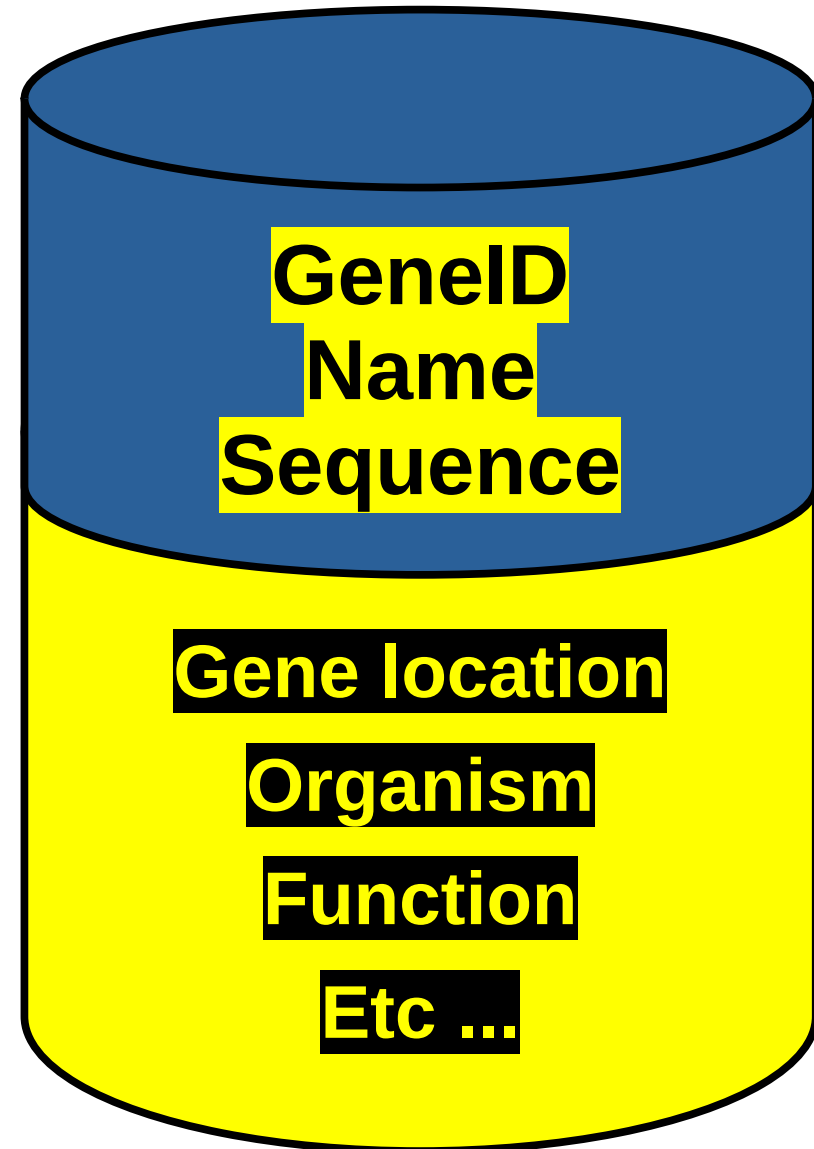 GeneID
Name
Sequence
Gene location
Organism
Function
Etc ...